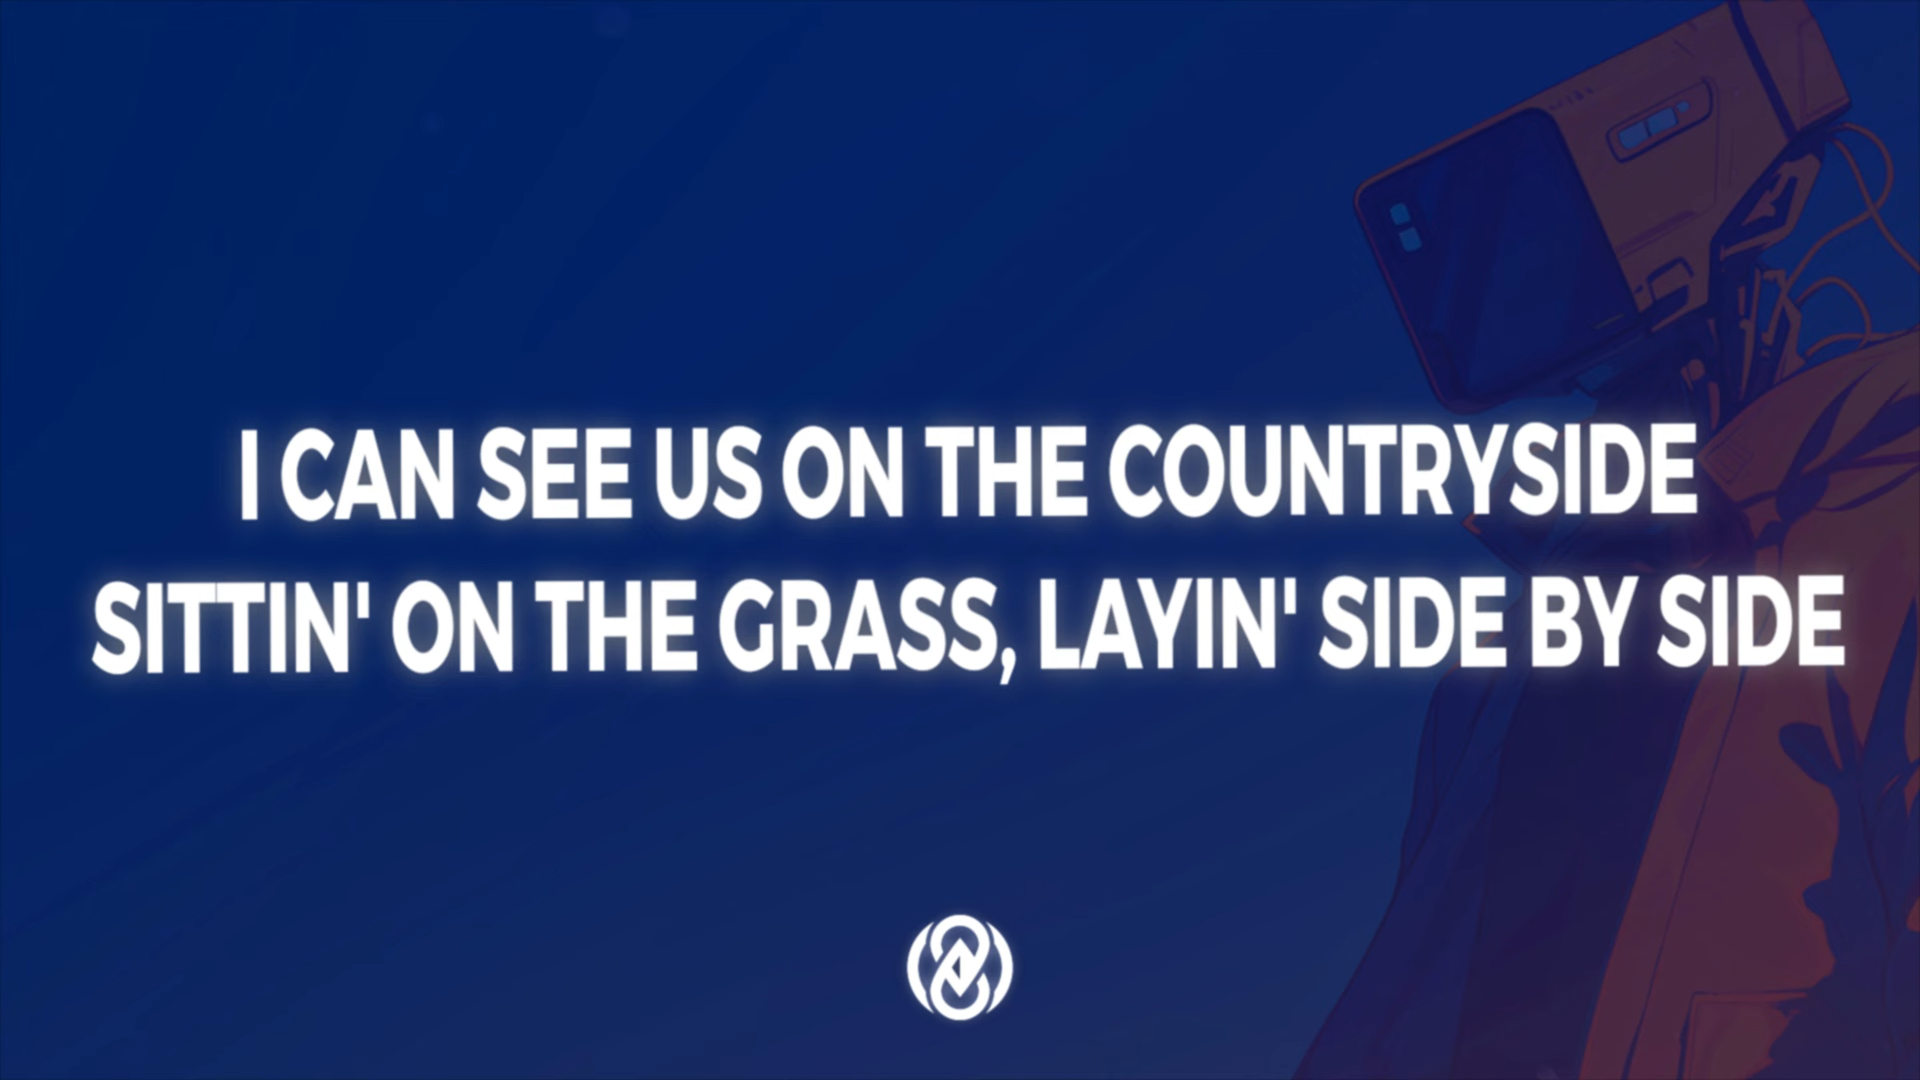 I CAN SEE US ON THE COUNTRYSIDE
SITTIN' ON THE GRASS, LAYIN' SIDE BY SIDE